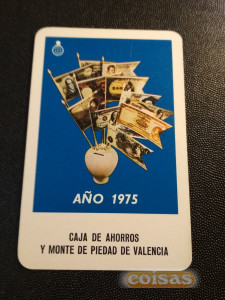 AÑO 1975
CAJA DE AHORROS
Y MONTE DE PIEDAD DE VALENCIA
coisas